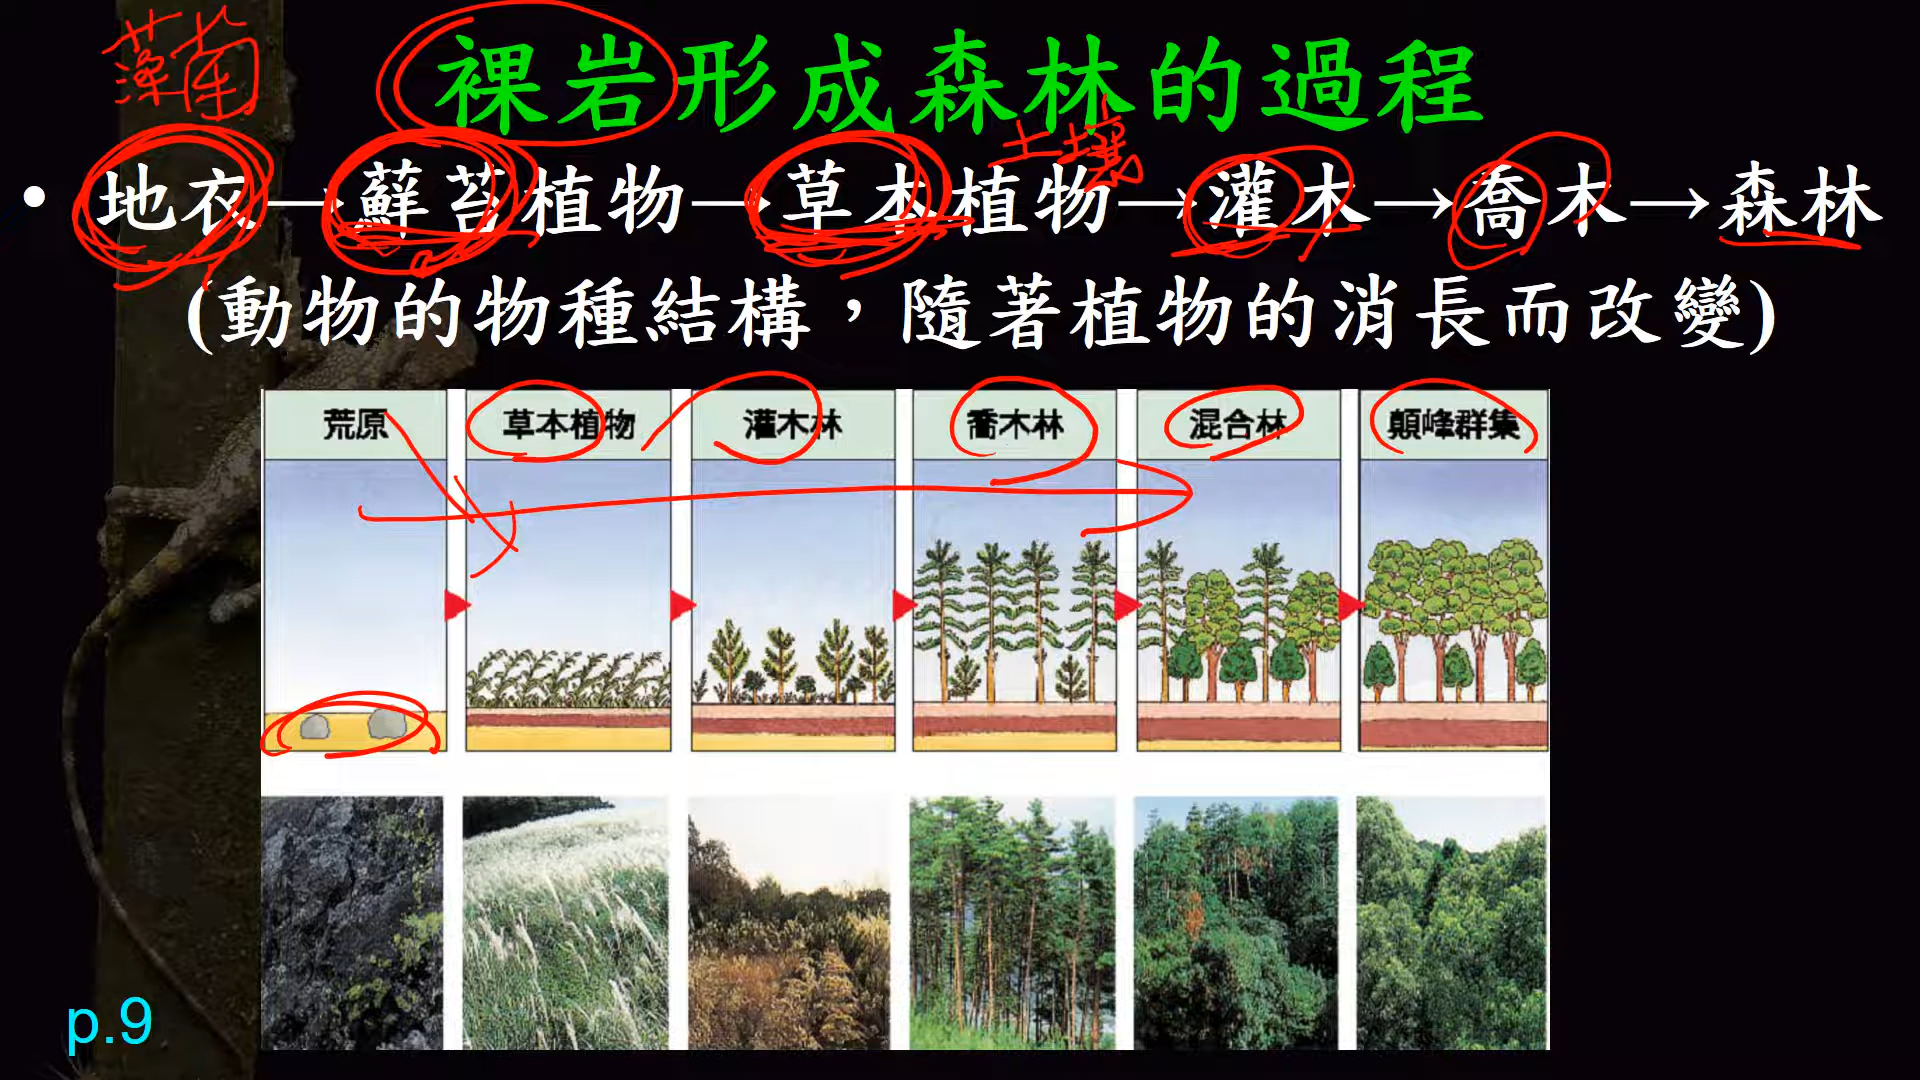 藻菌
裸岩形成森林的過程
土壤
• 地衣→蘚苔植物→草本植物→灌木→喬木→森林
(動物的物種結構，隨著植物的消長而改變)
荒原 草本植物 灌木林 喬木林 混合林 顛峰群集
p.9